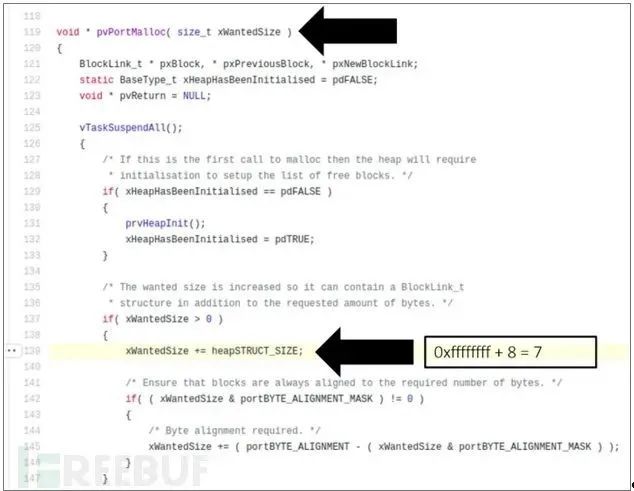 118
119 void * pvPortMalloc( size_t xWantedSize )
120 {
121 BlockLink_t * pxBlock, * pxPreviousBlock, * pxNewBlockLink;
122 static BaseType_t xHeapHasBeenInitialised = pdFALSE;
123 void * pvReturn = NULL;
124
125 vTaskSuspendAll();
126 {
127 /* If this is the first call to malloc then the heap will require
128 * initialisation to setup the list of free blocks. */
129 if( xHeapHasBeenInitialised == pdFALSE )
130 {
131 prvHeapInit();
132 xHeapHasBeenInitialised = pdTRUE;
133 }
134
135 /* The wanted size is increased so it can contain a BlockLink_t
136 * structure in addition to the requested amount of bytes. */
137 if( xWantedSize > 0 )
138 {
139 xWantedSize += heapSTRUCT_SIZE;
0xffffffff + 8 = 7
140
141 /* Ensure that blocks are always aligned to the required number of bytes. */
142 if( ( xWantedSize & portBYTE_ALIGNMENT_MASK ) != 0 )
143 {
144 /* Byte alignment required. */
145 xWantedSize += ( portBYTE_ALIGNMENT - ( xWantedSize & portBYTE_ALIGNMENT_MASK ) );
146 }
147 }
FREEBUF